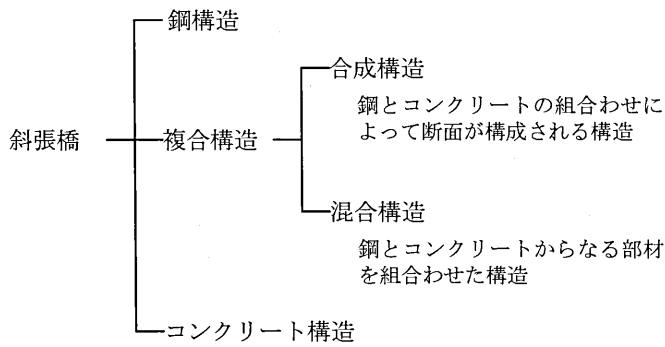 鋼構造
合成構造
鋼とコンクリートの組合わせに
よって断面が構成される構造
斜張橋
複合構造
混合構造
鋼とコンクリートからなる部材
を組合わせた構造
コンクリート構造